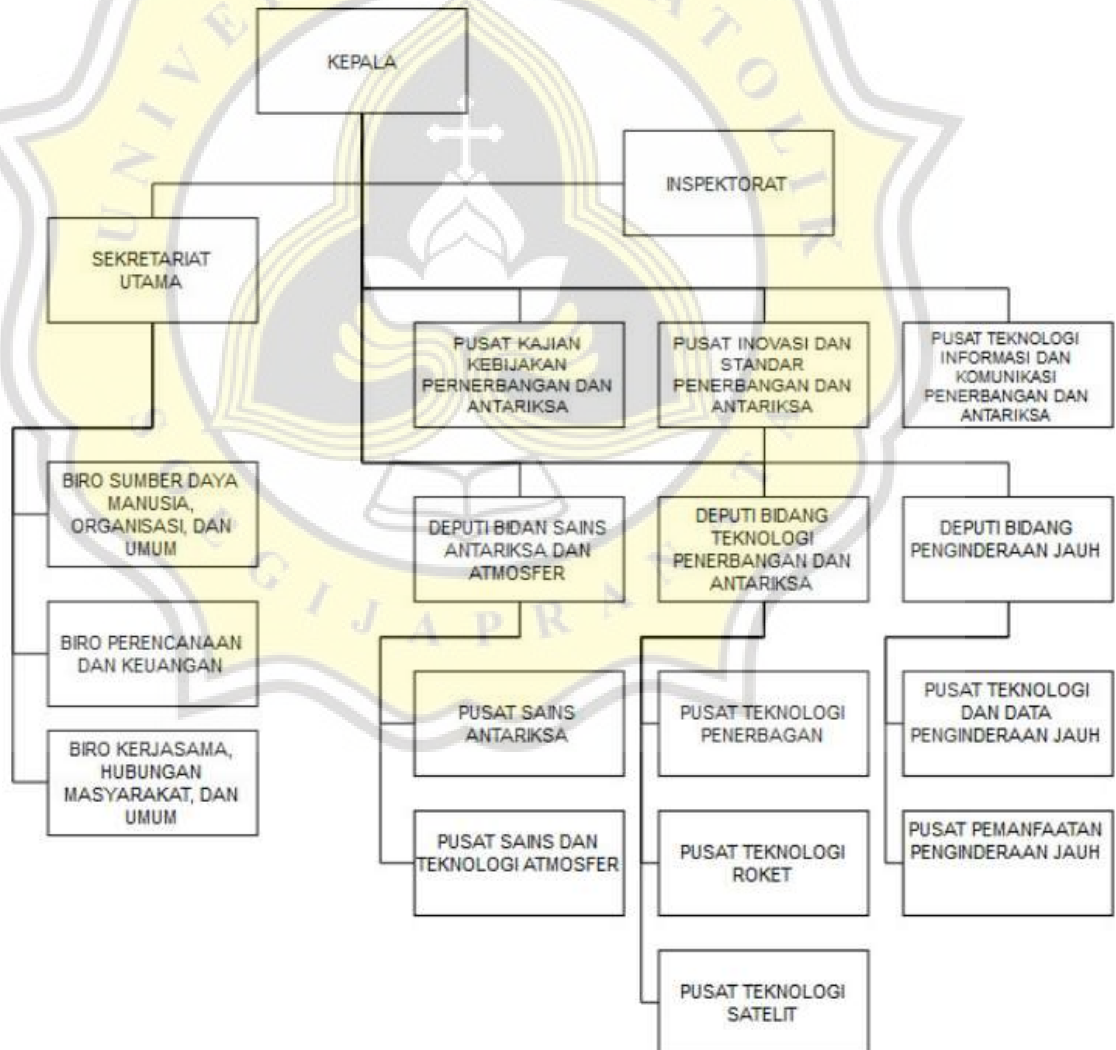 KEPALA
INSPEKTORAT
SEKRETARIAT
UTAMA
PUSAT KAJIAN
KEBIJAKAN
PERNERBANGAN DAN
ANTARIKSA
PUSAT INOVASI DAN
STANDAR
PENERBANGAN DAN
ANTARIKSA
PUSAT TEKNOLOGI
INFORMASI DAN
KOMUNIKASI
PENERBANGAN DAN
ANTARIKSA
BIRO SUMBER DAYA
MANUSIA,
ORGANISASI, DAN
UMUM
DEPUTI BIDAN SAINS
ANTARIKSA DAN
ATMOSFER
DEPUTI BIDANG
TEKNOLOGI
PENERBANGAN DAN
ANTARIKSA
DEPUTI BIDANG
PENGINDERAAN JAUH
BIRO PERENCANAAN
DAN KEUANGAN
PUSAT SAINS
ANTARIKSA
PUSAT TEKNOLOGI
PENERBAGAN
PUSAT TEKNOLOGI
DAN DATA
PENGINDERAAN JAUH
BIRO KERJASAMA,
HUBUNGAN
MASYARAKAT, DAN
UMUM
PUSAT SAINS DAN
TEKNOLOGI ATMOSFER
PUSAT TEKNOLOGI
ROKET
PUSAT PEMANFAATAN
PENGINDERAAN JAUH
PUSAT TEKNOLOGI
SATELIT